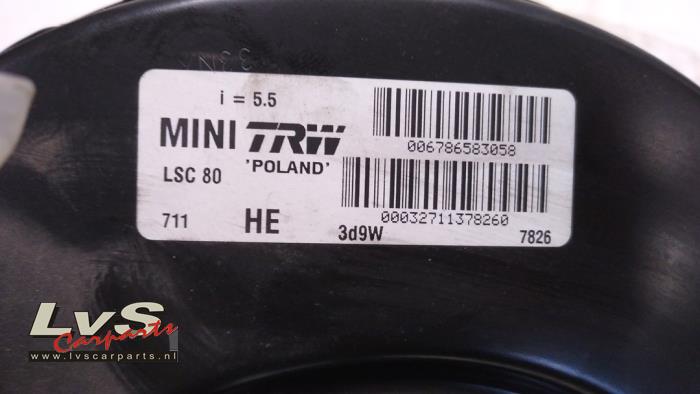 i = 5.5
MINI TRW
006786583058
'POLAND'
LSC 80
00032711378260
711 HE 3d9W 7826
LvS
Carparts
www.lvscarparts.nl